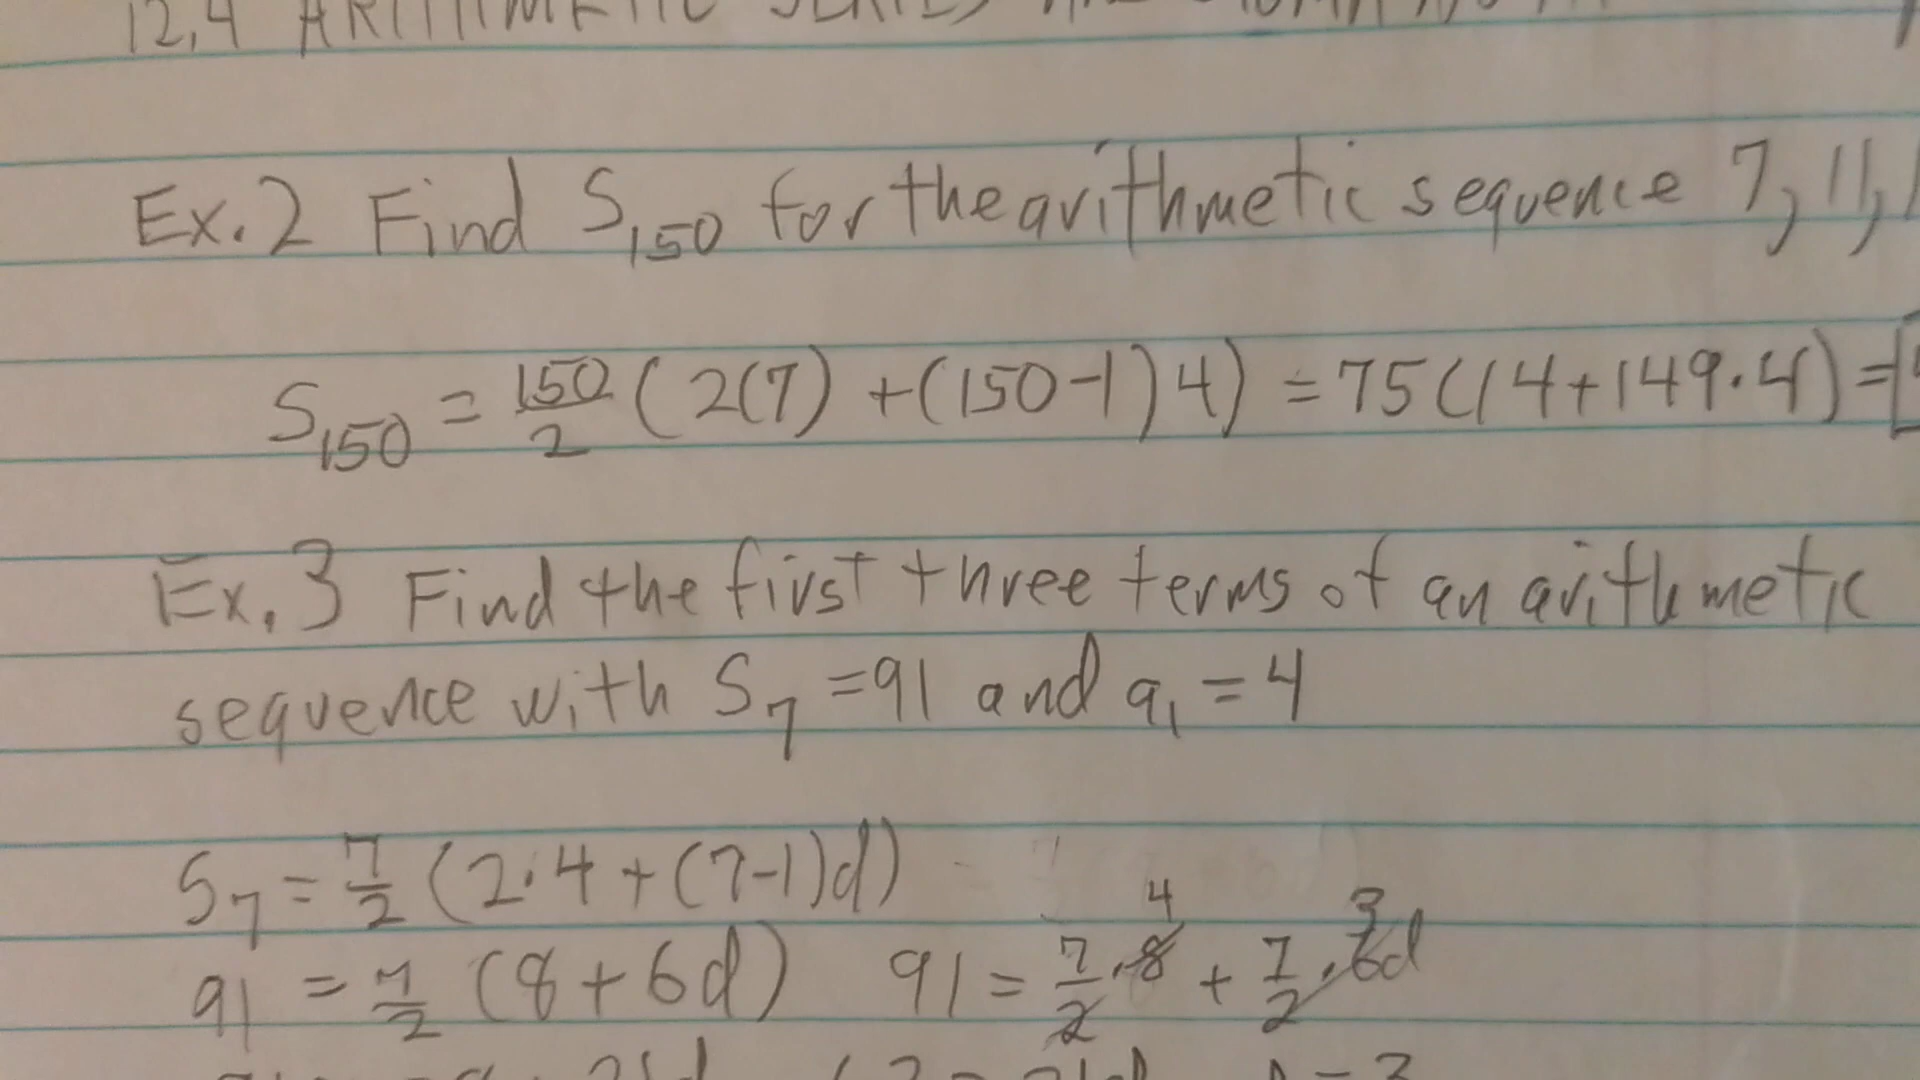 12.4 ARITHMETIC SERIES
Ex. 2 Find S₁₅₀ for the arithmetic sequence 7, 11,
S₁₅₀ = 150/2 (2(7) + (150-1)4) = 75(14+149·4) =
Ex. 3 Find the first three terms of an arithmetic
sequence with S₇ = 91 and a₁ = 4
S₇ = 7/2 (2·4 + (7-1)d)
91 = 7/2 (8 + 6d) 91 = 7/2 · 8 4 + 7/2 · 6d 3